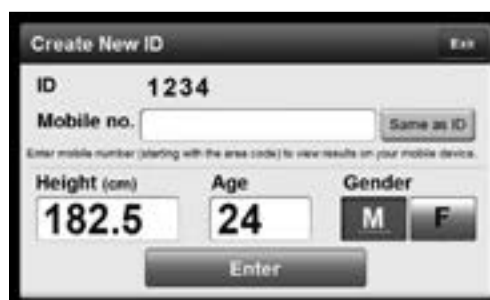 Create New ID Exit
ID 1234
Mobile no. Same as ID
Enter mobile number (starting with the area code) to view results on your mobile device.
Height (cm) Age Gender
182.5 24 M F
Enter